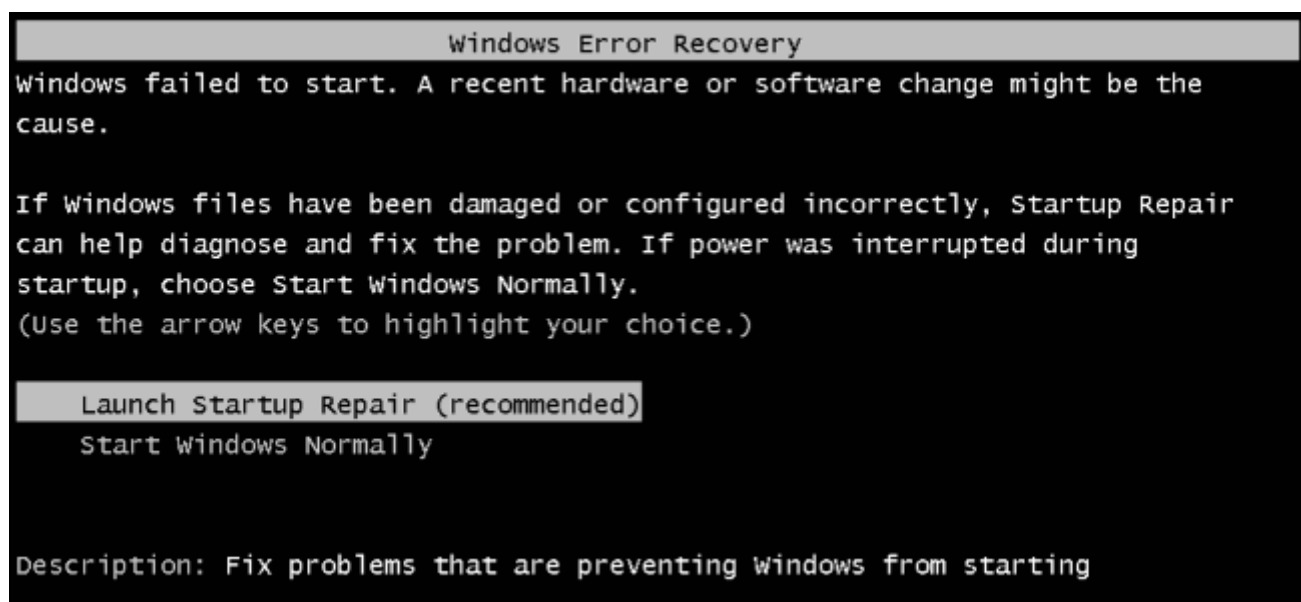 Windows Error Recovery
Windows failed to start. A recent hardware or software change might be the
cause.
If Windows files have been damaged or configured incorrectly, Startup Repair
can help diagnose and fix the problem. If power was interrupted during
startup, choose Start Windows Normally.
(Use the arrow keys to highlight your choice.)
Launch Startup Repair (recommended)
Start Windows Normally
Description: Fix problems that are preventing Windows from starting